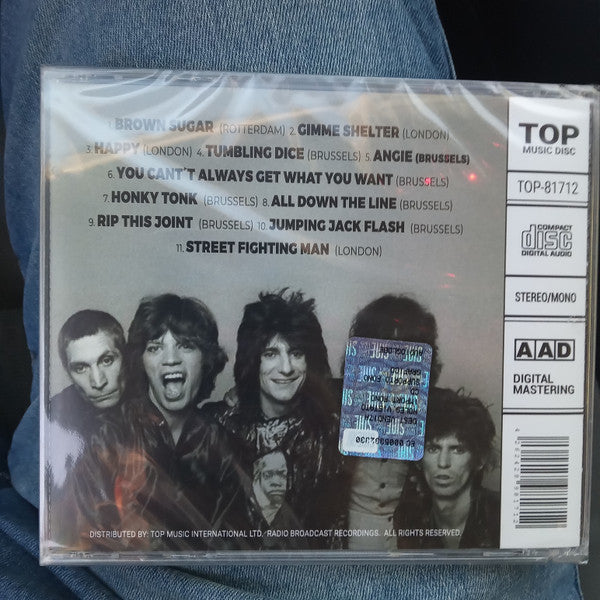 1. BROWN SUGAR (ROTTERDAM) 2. GIMME SHELTER (LONDON)
3. HAPPY (LONDON) 4. TUMBLING DICE (BRUSSELS) 5. ANGIE (BRUSSELS)
6. YOU CANT´T ALWAYS GET WHAT YOU WANT (BRUSSELS)
7. HONKY TONK (BRUSSELS) 8. ALL DOWN THE LINE (BRUSSELS)
9. RIP THIS JOINT (BRUSSELS) 10. JUMPING JACK FLASH (BRUSSELS)
11. STREET FIGHTING MAN (LONDON)
TOP
MUSIC DISC
TOP-81712
COMPACT
disc
DIGITAL AUDIO
STEREO/MONO
AAD
DIGITAL
MASTERING
DISTRIBUTED BY: TOP MUSIC INTERNATIONAL LTD./RADIO BROADCAST RECORDINGS. ALL RIGHTS RESERVED.